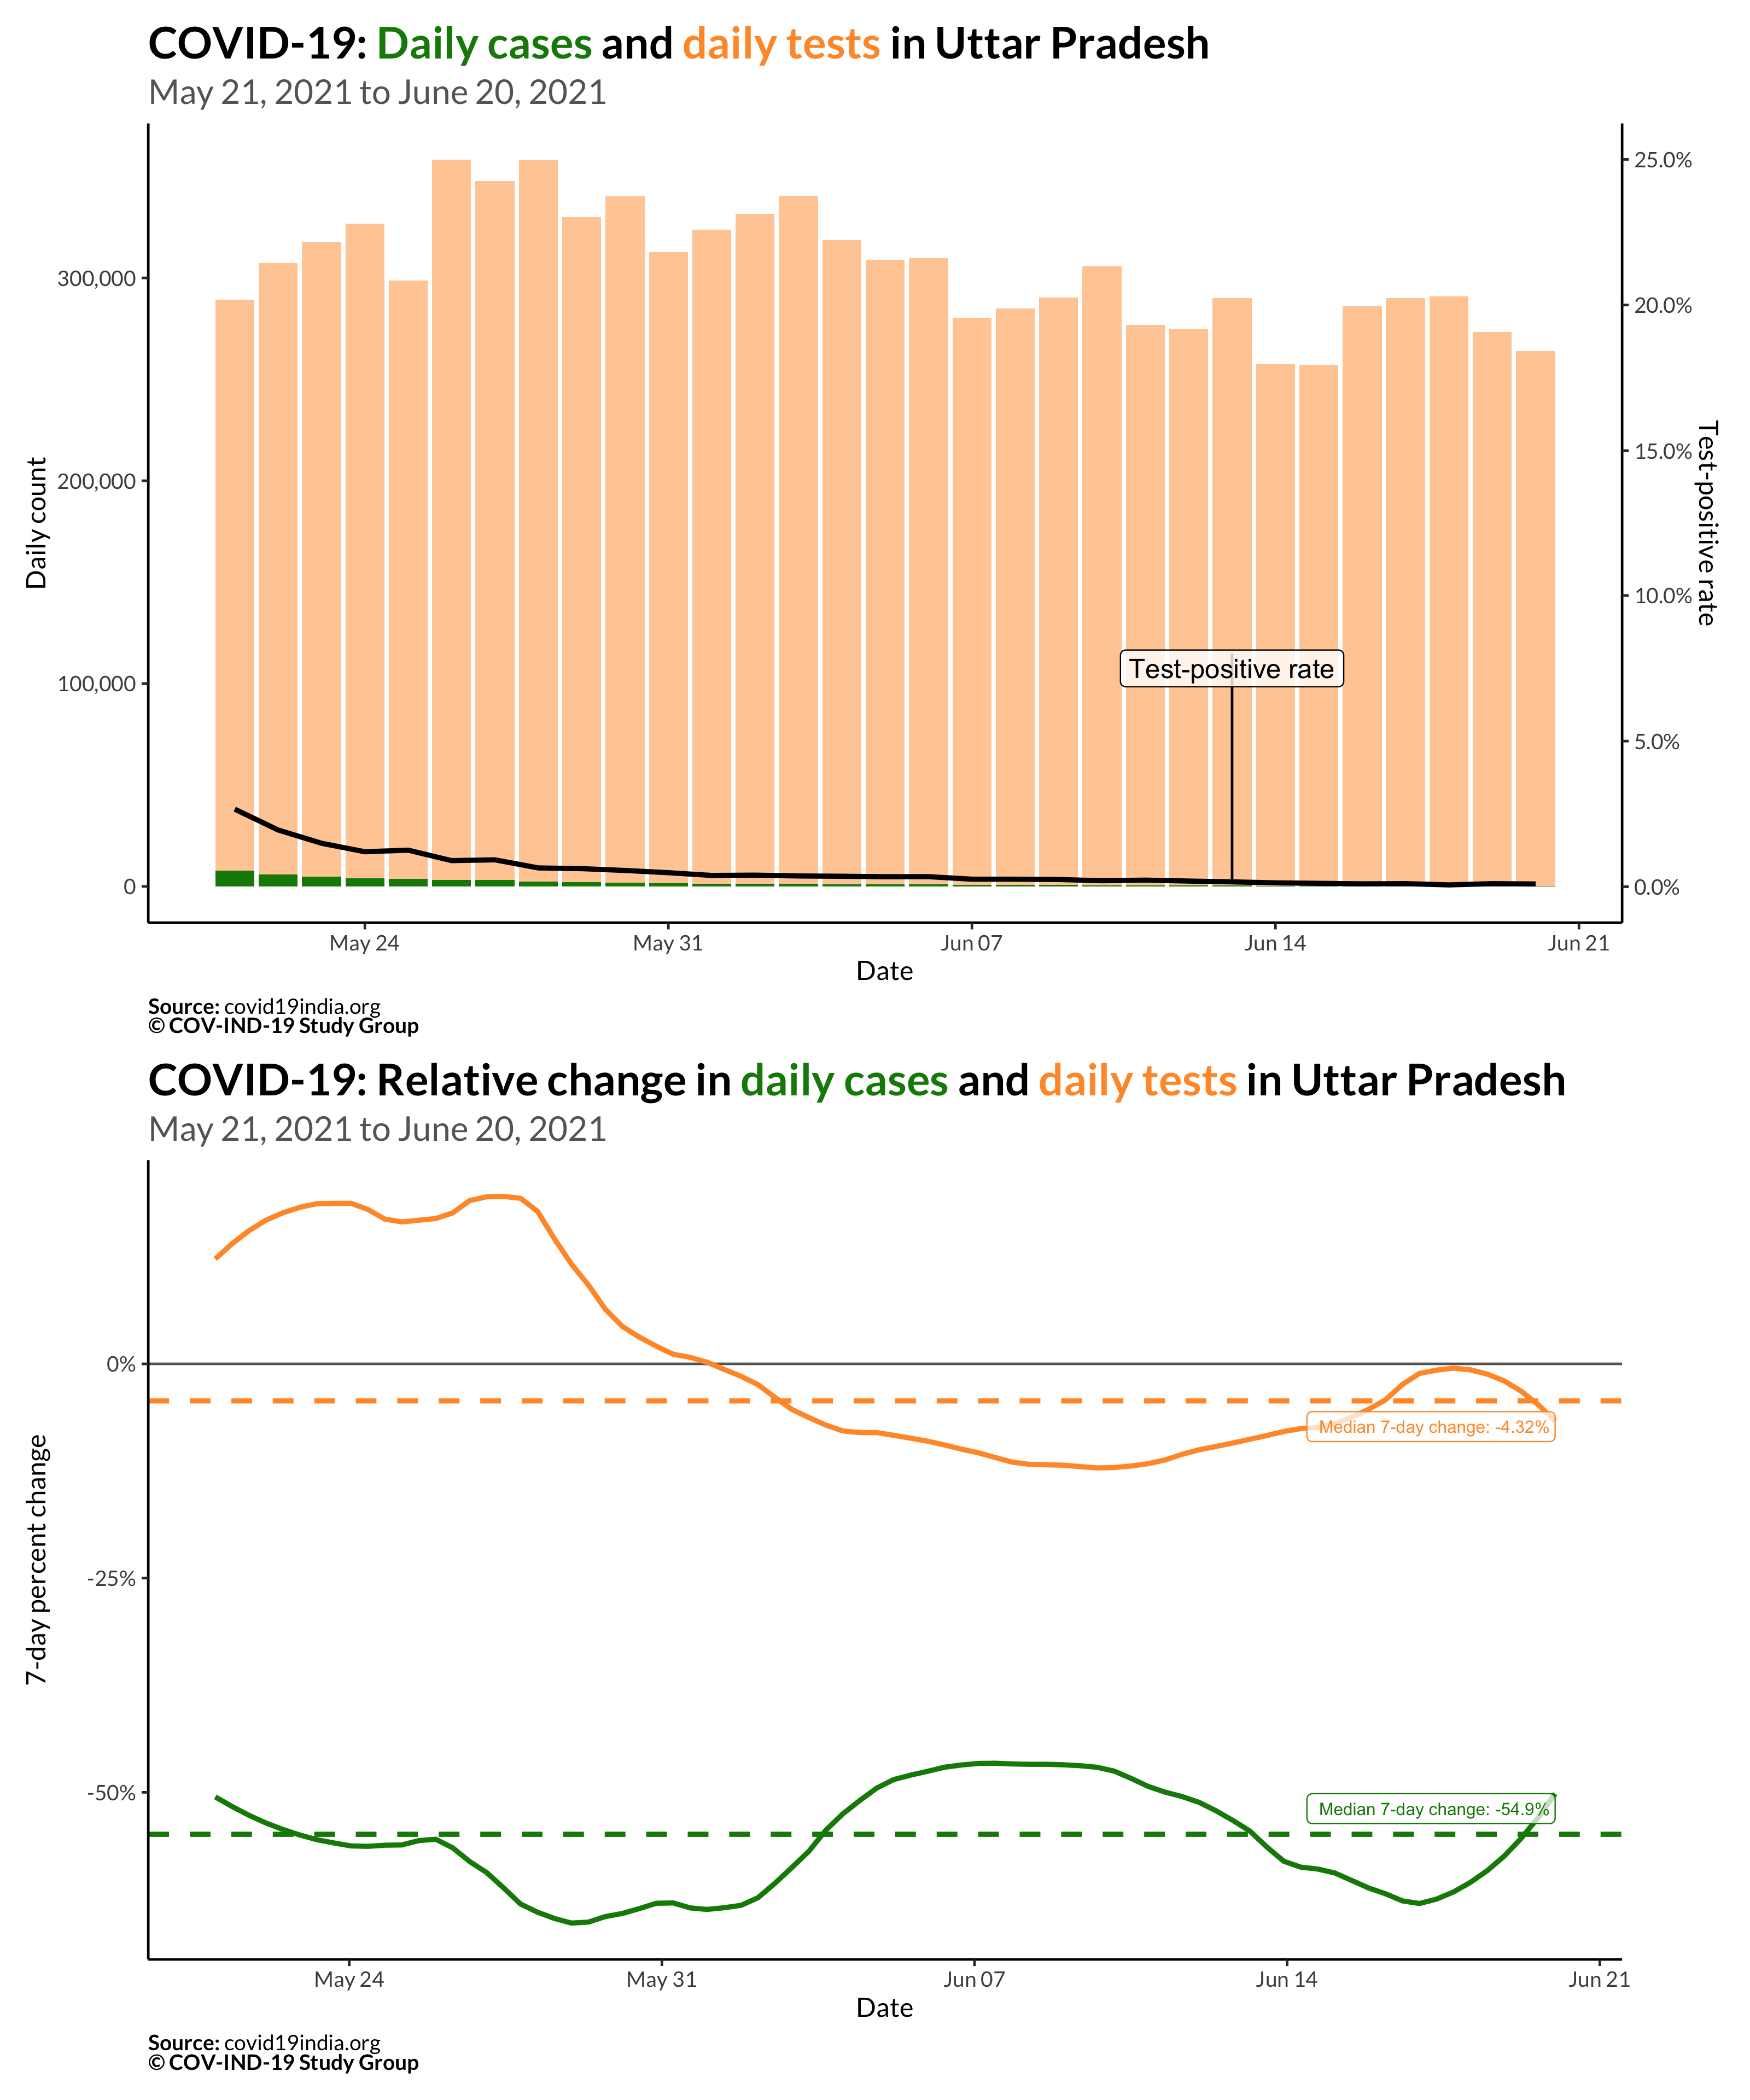 COVID-19: Daily cases and daily tests in Uttar Pradesh
May 21, 2021 to June 20, 2021
Daily count
300,000
200,000
100,000
0
25.0%
20.0%
15.0%
10.0%
5.0%
0.0%
Test-positive rate
Test-positive rate
May 24
May 31
Jun 07
Jun 14
Jun 21
Date
Source: covid19india.org
© COV-IND-19 Study Group
COVID-19: Relative change in daily cases and daily tests in Uttar Pradesh
May 21, 2021 to June 20, 2021
7-day percent change
0%
-25%
-50%
Median 7-day change: -4.32%
Median 7-day change: -54.9%
May 24
May 31
Jun 07
Jun 14
Jun 21
Date
Source: covid19india.org
© COV-IND-19 Study Group